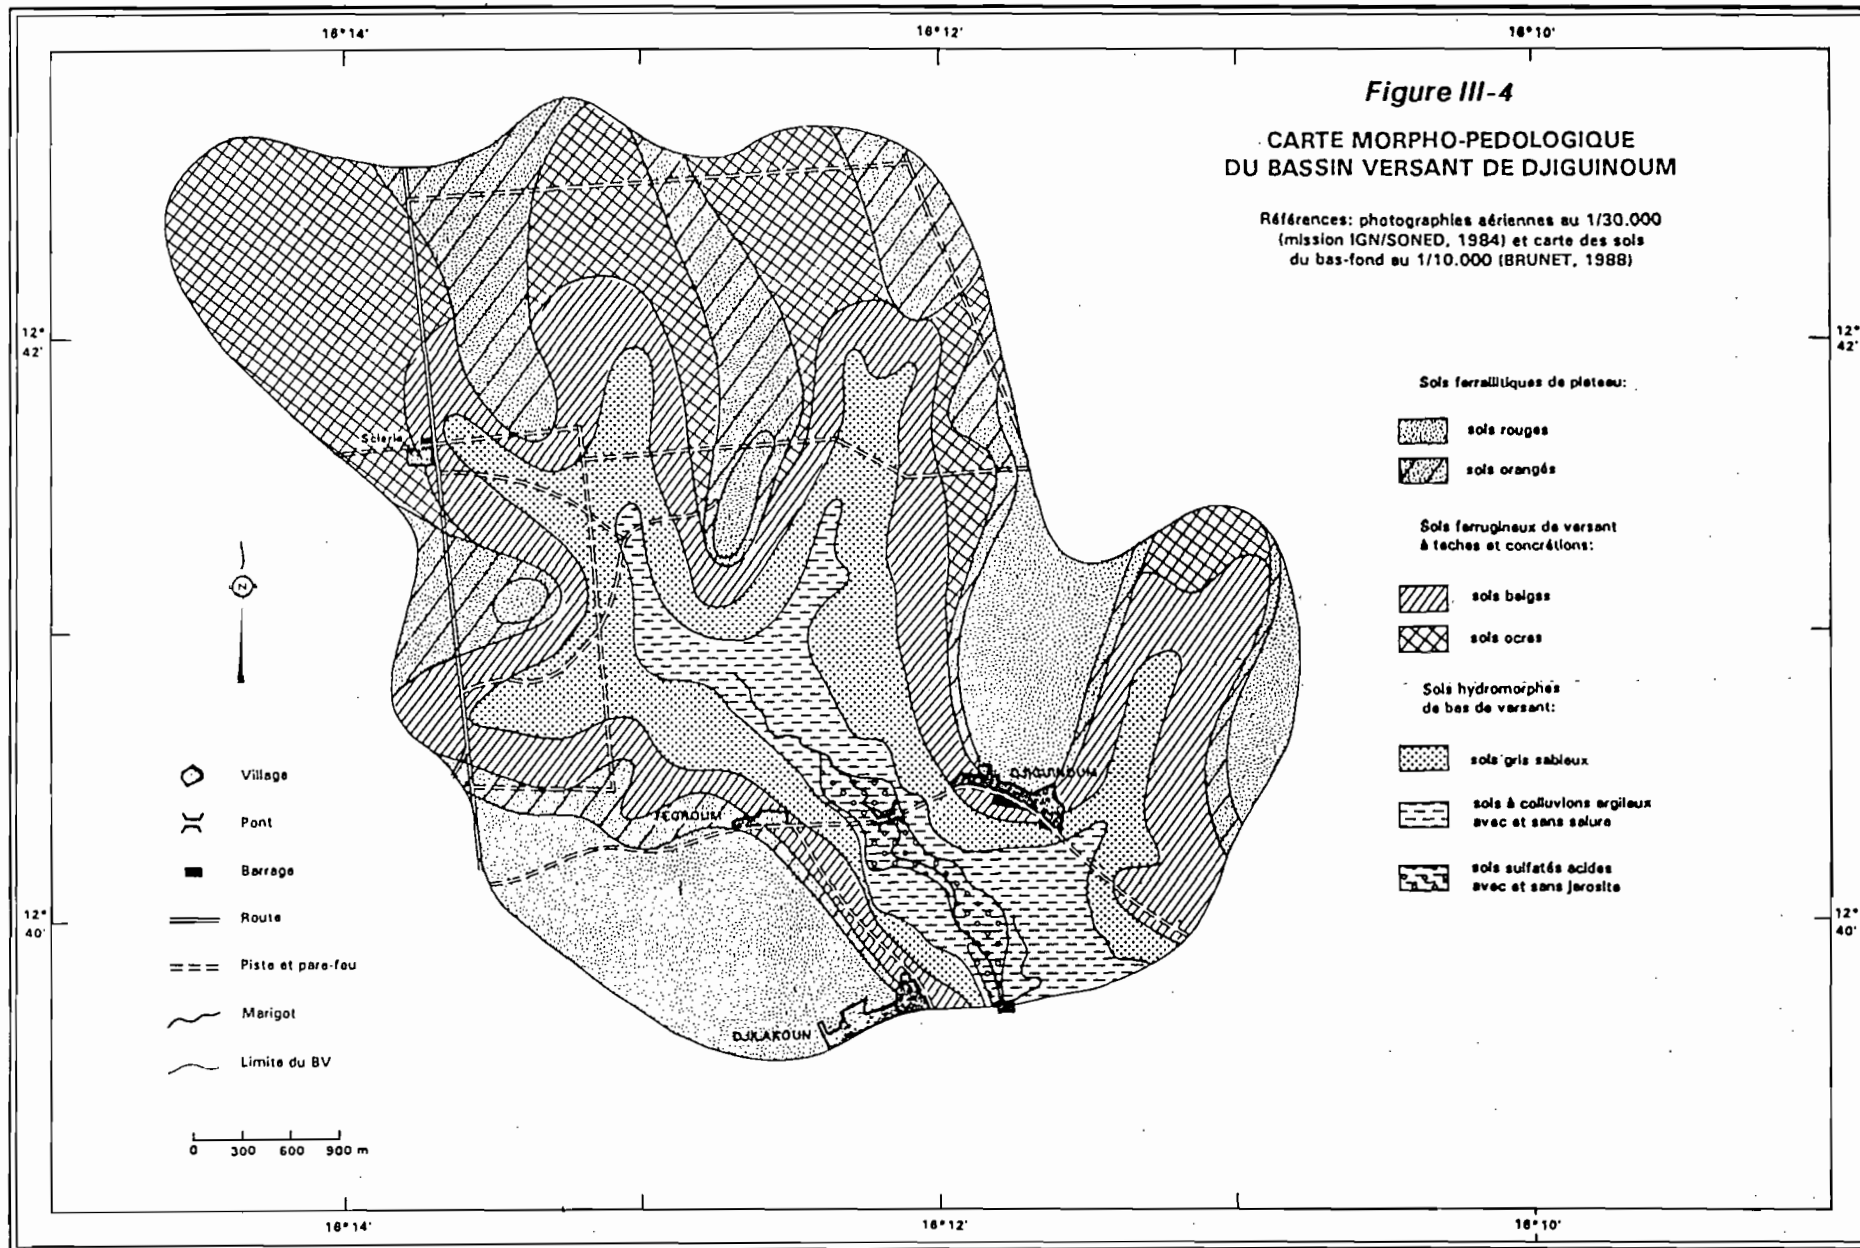 16°14'
16°12'
16°10'
Figure III-4
CARTE MORPHO-PEDOLOGIQUE
DU BASSIN VERSANT DE DJIGUINOUM
Références: photographies aériennes au 1/30.000
(mission IGN/SONED, 1984) et carte des sols
du bas-fond au 1/10.000 (BRUNET, 1988)
12°
42'
12°
42'
Sols ferrallitiques de plateau:
sols rouges
sols orangés
Sols ferrugineux de versant
à taches et concrétions:
sols beiges
sols ocres
Sols hydromorphes
de bas de versant:
sols gris sableux
sols à colluvions argileux
avec et sans salure
sols sulfatés acides
avec et sans jarosite
Scierie
N
DJIGUINOUM
DJILAKOUN
Village
Pont
Barrage
Route
Piste et pare-feu
Marigot
Limite du BV
12°
40'
12°
40'
0 300 600 900 m
16°14'
16°12'
16°10'